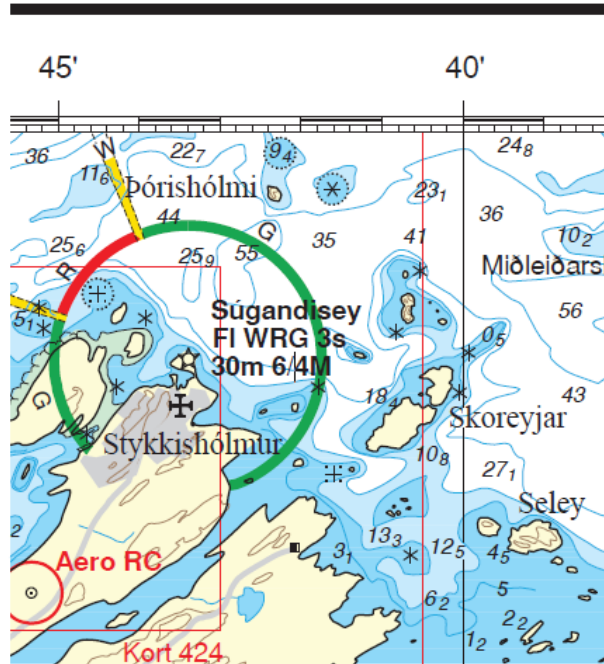 45'
40'
W
9₄
24₈
36
22₇
11₆
Þórishólmi
23₁
36
44
G
41
10₂
25₆
R
25₉
55
35
Miðleiðars
5₁
Súgandisey
Fl WRG 3s
30m 6/4M
56
0₅
G
18₄
43
Skoreyjar
Stykkishólmur
10₈
27₁
Seley
2
13₃
3₁
12₅
4₅
Aero RC
5
6₂
2₂
1₂
Kort 424